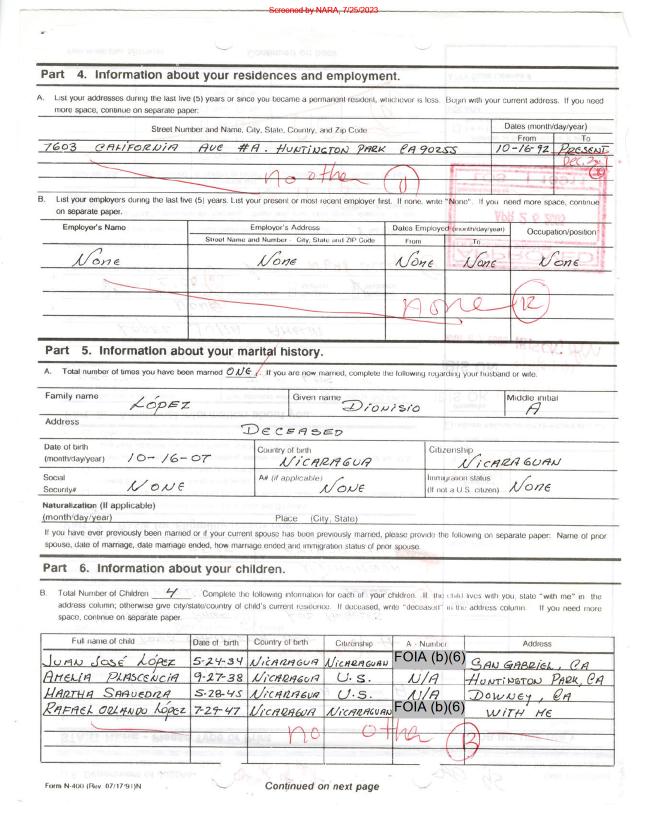 Screened by NARA, 7/25/2023
Part 4. Information about your residences and employment.
A. List your addresses during the last five (5) years or since you became a permanent resident, whichever is less. Begin with your current address. If you need
more space, continue on separate paper:
Street Number and Name, City, State, Country, and Zip Code
Dates (month/day/year)
From To
7603 CALIFORNIA AVE #A. HUNTINGTON PARK CA 90255 10-16-92 PRESENT
no other 11
B. List your employers during the last five (5) years. List your present or most recent employer first. If none, write "None". If you need more space, continue
on separate paper.
Employer's Name Employer's Address Dates Employed (month/day/year) Occupation/position
Street Name and Number - City, State and ZIP Code From To
NONE NONE NONE NONE NONE
none 12
Part 5. Information about your marital history.
A. Total number of times you have been married ONE. If you are now married, complete the following regarding your husband or wife.
Family name LÓPEZ Given name DIONISIO Middle initial A
Address DECEASED
Date of birth (month/day/year) 10-16-07 Country of birth NICARAGUA Citizenship NICARAGUAN
Social Security# NONE A# (if applicable) NONE Immigration status (If not a U.S. citizen) NONE
Naturalization (If applicable)
(month/day/year) Place (City, State)
If you have ever previously been married or if your current spouse has been previously married, please provide the following on separate paper: Name of prior
spouse, date of marriage, date marriage ended, how marriage ended and immigration status of prior spouse.
Part 6. Information about your children.
B. Total Number of Children 4. Complete the following information for each of your children. If the child lives with you, state "with me" in the
address column; otherwise give city/state/country of child's current residence. If deceased, write "deceased" in the address column. If you need more
space, continue on separate paper.
Full name of child Date of birth Country of birth Citizenship A - Number Address
JUAN JOSÉ LÓPEZ 5-24-34 NICARAGUA NICARAGUAN FOIA (b)(6) SAN GABRIEL, CA
AMELIA PLASCENCIA 9-27-38 NICARAGUA U.S. N/A HUNTINGTON PARK, CA
MARTHA SAAVEDRA 5-28-45 NICARAGUA U.S. N/A DOWNEY, CA
RAFAEL ORLANDO LÓPEZ 7-29-47 NICARAGUA NICARAGUAN FOIA (b)(6) WITH ME
no other 13
Form N-400 (Rev. 07/17/91)N
Continued on next page